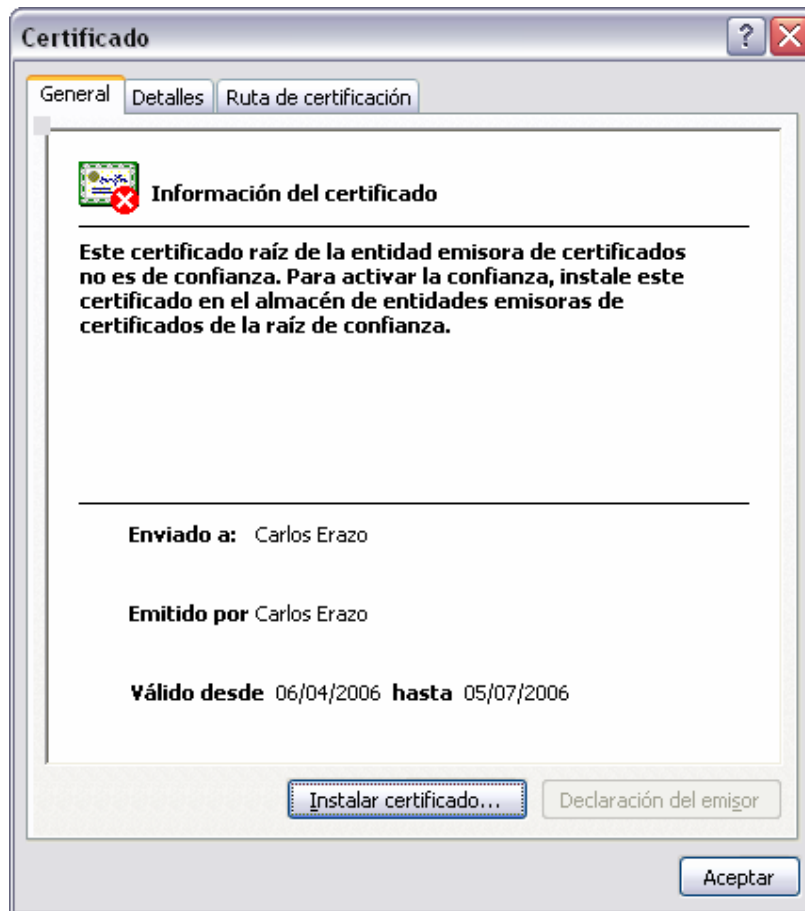 Certificado
General Detalles Ruta de certificación
Información del certificado
Este certificado raíz de la entidad emisora de certificados
no es de confianza. Para activar la confianza, instale este
certificado en el almacén de entidades emisoras de
certificados de la raíz de confianza.
Enviado a: Carlos Erazo
Emitido por Carlos Erazo
Válido desde 06/04/2006 hasta 05/07/2006
Instalar certificado... Declaración del emisor
Aceptar